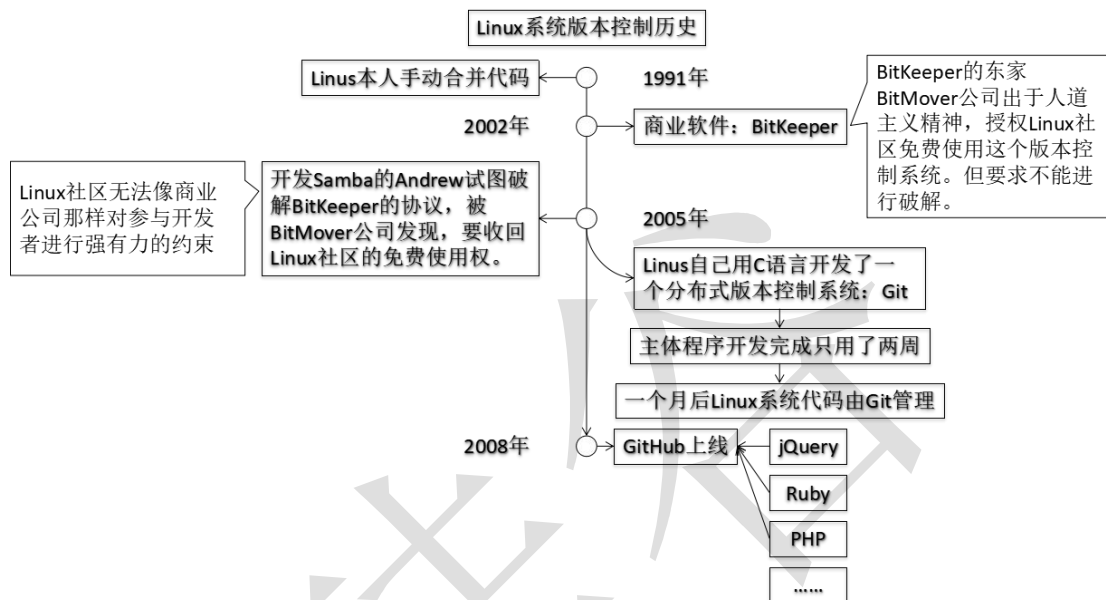 Linux系统版本控制历史
Linus本人手动合并代码
1991年
BitKeeper的东家
BitMover公司出于人道
主义精神，授权Linux社
区免费使用这个版本控
制系统。但要求不能进
行破解。
2002年
商业软件：BitKeeper
Linux社区无法像商业
公司那样对参与开发
者进行强有力的约束
开发Samba的Andrew试图破
解BitKeeper的协议，被
BitMover公司发现，要收回
Linux社区的免费使用权。
2005年
Linus自己用C语言开发了一
个分布式版本控制系统：Git
主体程序开发完成只用了两周
一个月后Linux系统代码由Git管理
2008年
GitHub上线
jQuery
Ruby
PHP
……